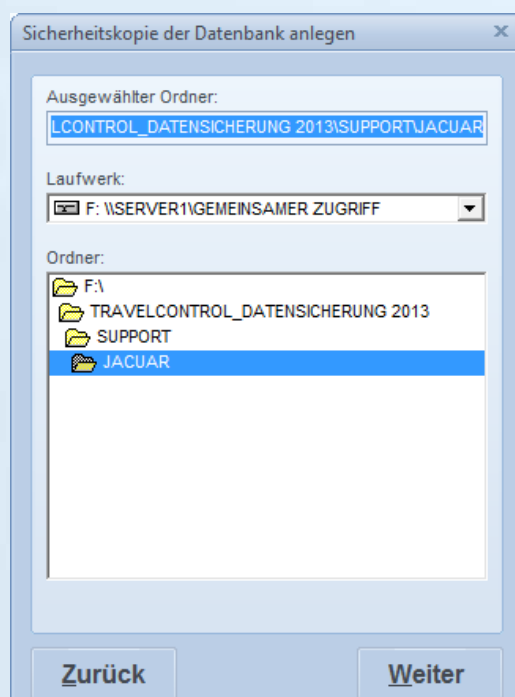 Sicherheitskopie der Datenbank anlegen
Ausgewählter Ordner:
LCONTROL_DATENSICHERUNG 2013\SUPPORT\JACUAR
Laufwerk:
F: \\SERVER1\GEMEINSAMER ZUGRIFF
Ordner:
F:\
TRAVELCONTROL_DATENSICHERUNG 2013
SUPPORT
JACUAR
Zurück Weiter